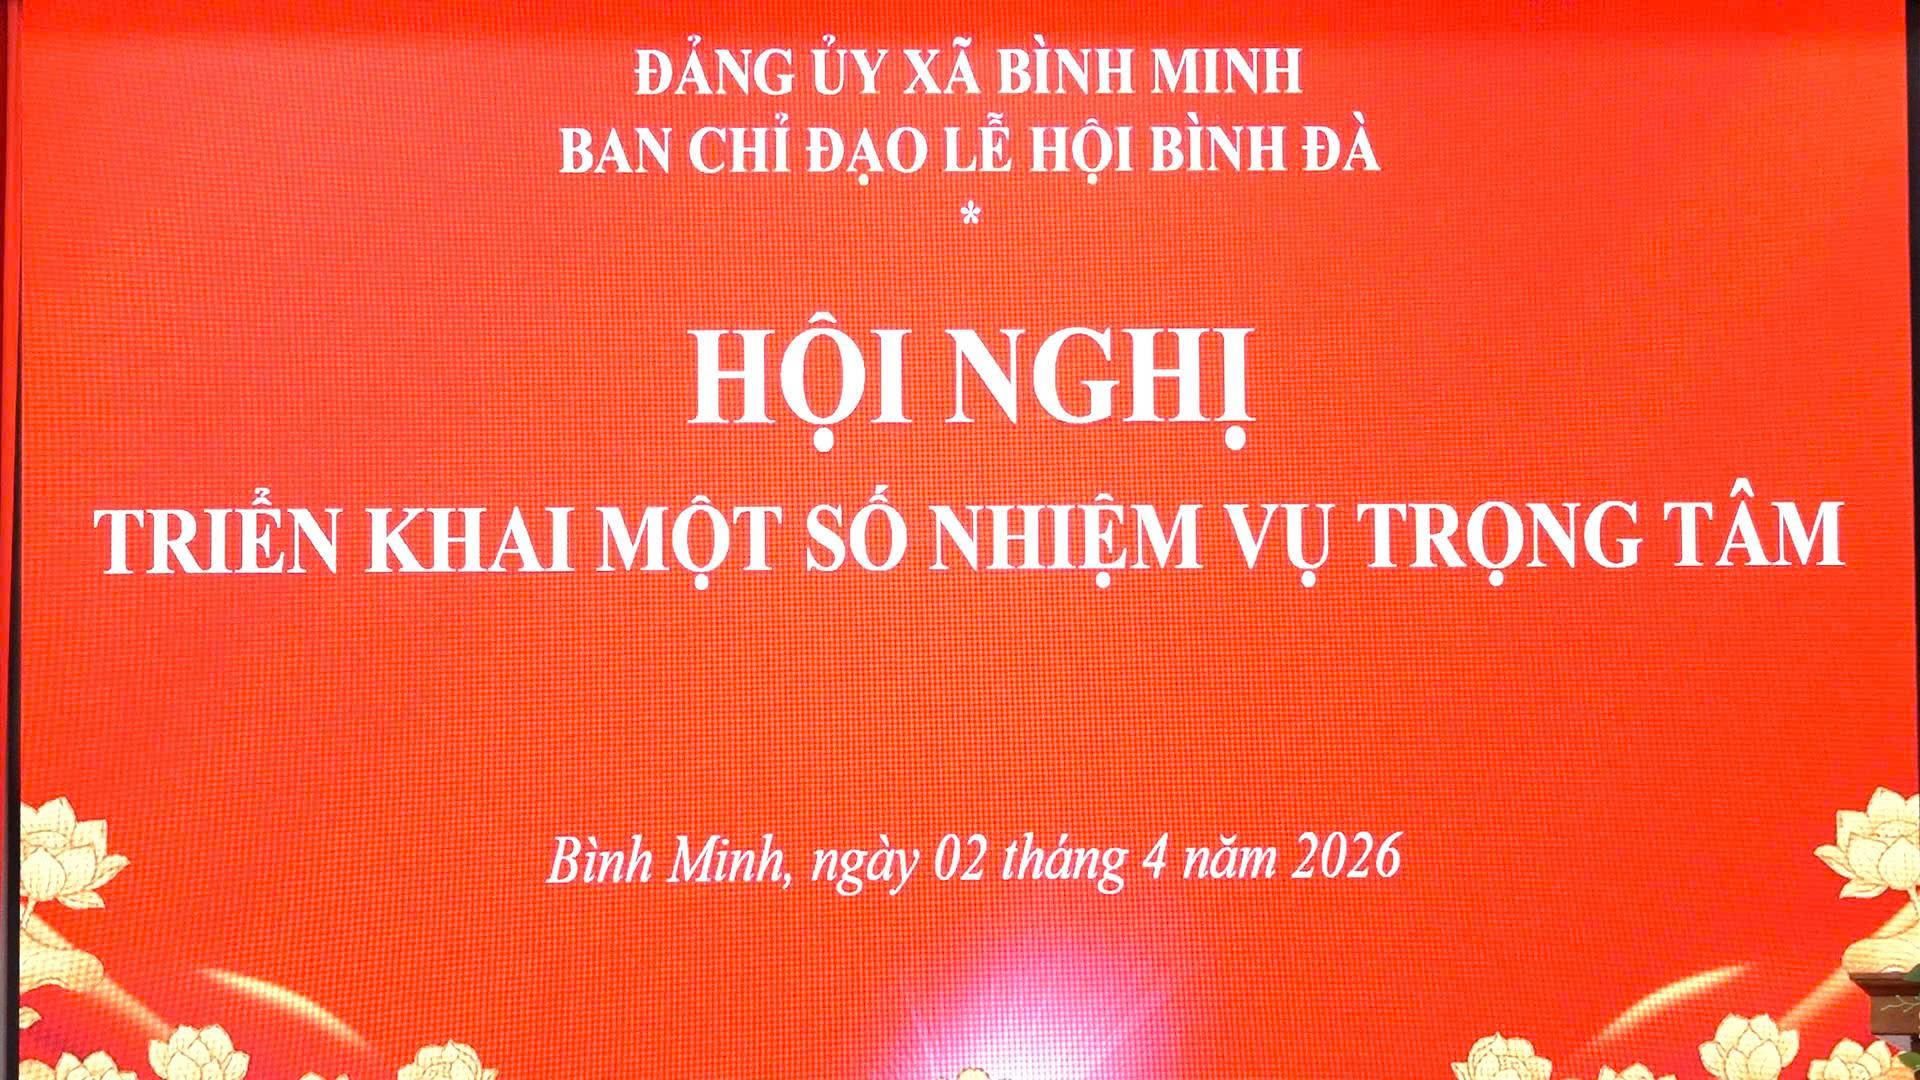 ĐẢNG ỦY XÃ BÌNH MINH
BAN CHỈ ĐẠO LỄ HỘI BÌNH ĐÀ
*
HỘI NGHỊ
TRIỂN KHAI MỘT SỐ NHIỆM VỤ TRỌNG TÂM
Bình Minh, ngày 02 tháng 4 năm 2026